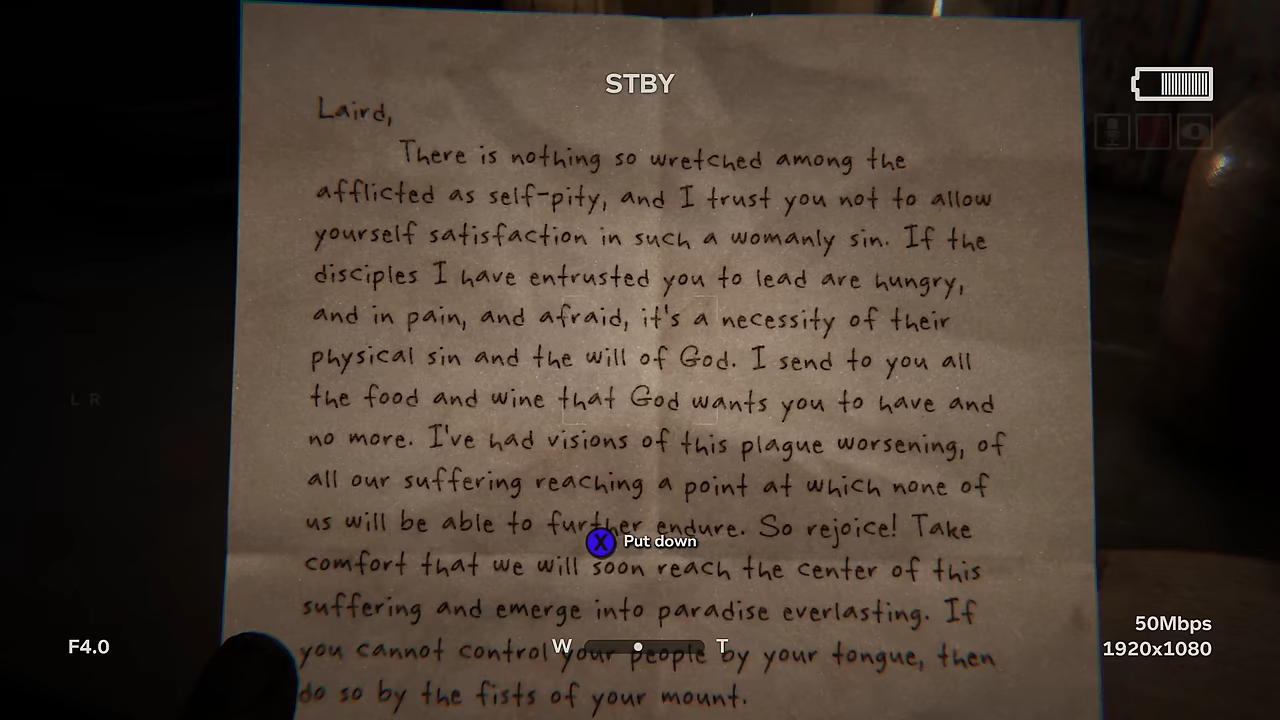 STBY
Laird,
There is nothing so wretched among the
afflicted as self-pity, and I trust you not to allow
yourself satisfaction in such a womanly sin. If the
disciples I have entrusted you to lead are hungry,
and in pain, and afraid, it's a necessity of their
physical sin and the will of God. I send to you all
L R
the food and wine that God wants you to have and
no more. I've had visions of this plague worsening, of
all our suffering reaching a point at which none of
us will be able to further endure. So rejoice! Take
X Put down
comfort that we will soon reach the center of this
suffering and emerge into paradise everlasting. If
50Mbps
F4.0
W T
1920x1080
you cannot control your people by your tongue, then
do so by the fists of your mount.